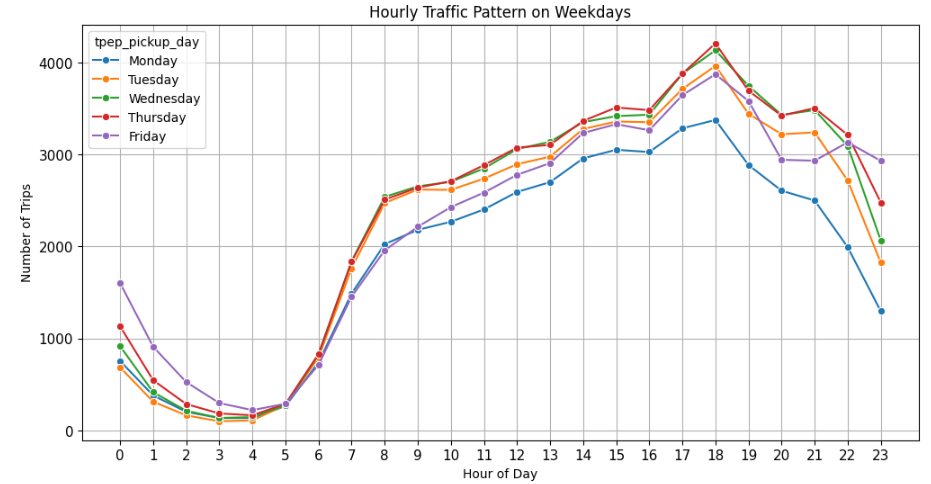 Hourly Traffic Pattern on Weekdays
tpep_pickup_day
Monday
Tuesday
Wednesday
Thursday
Friday
Number of Trips
4000
3000
2000
1000
0
0 1 2 3 4 5 6 7 8 9 10 11 12 13 14 15 16 17 18 19 20 21 22 23
Hour of Day